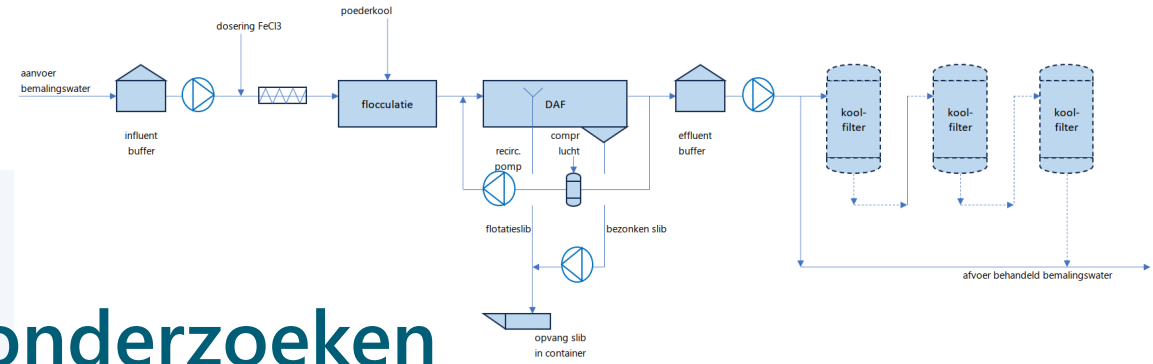 poederkool
dosering FeCl3
aanvoer
bemalingswater
flocculatie
DAF
kool-
filter
kool-
filter
kool-
filter
influent
buffer
compr
lucht
recirc.
pomp
effluent
buffer
flotatieslib
bezonken slib
afvoer behandeld bemalingswater
opvang slib
in container
onderzoeken